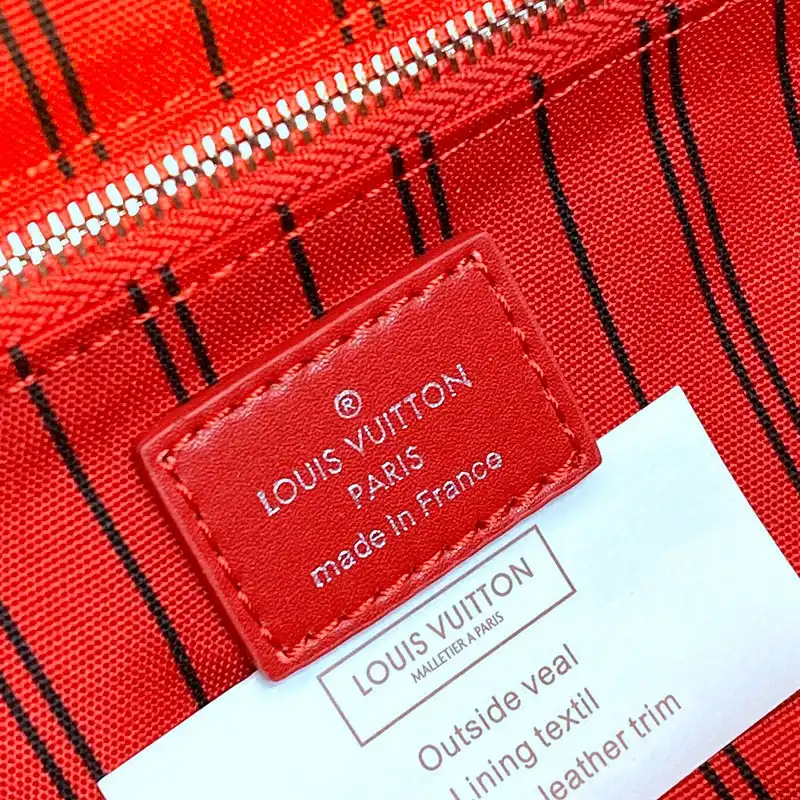 ®
LOUIS VUITTON
PARIS
made in France
LOUIS VUITTON
MALLETIER A PARIS
Outside veal
Lining textil
leather trim